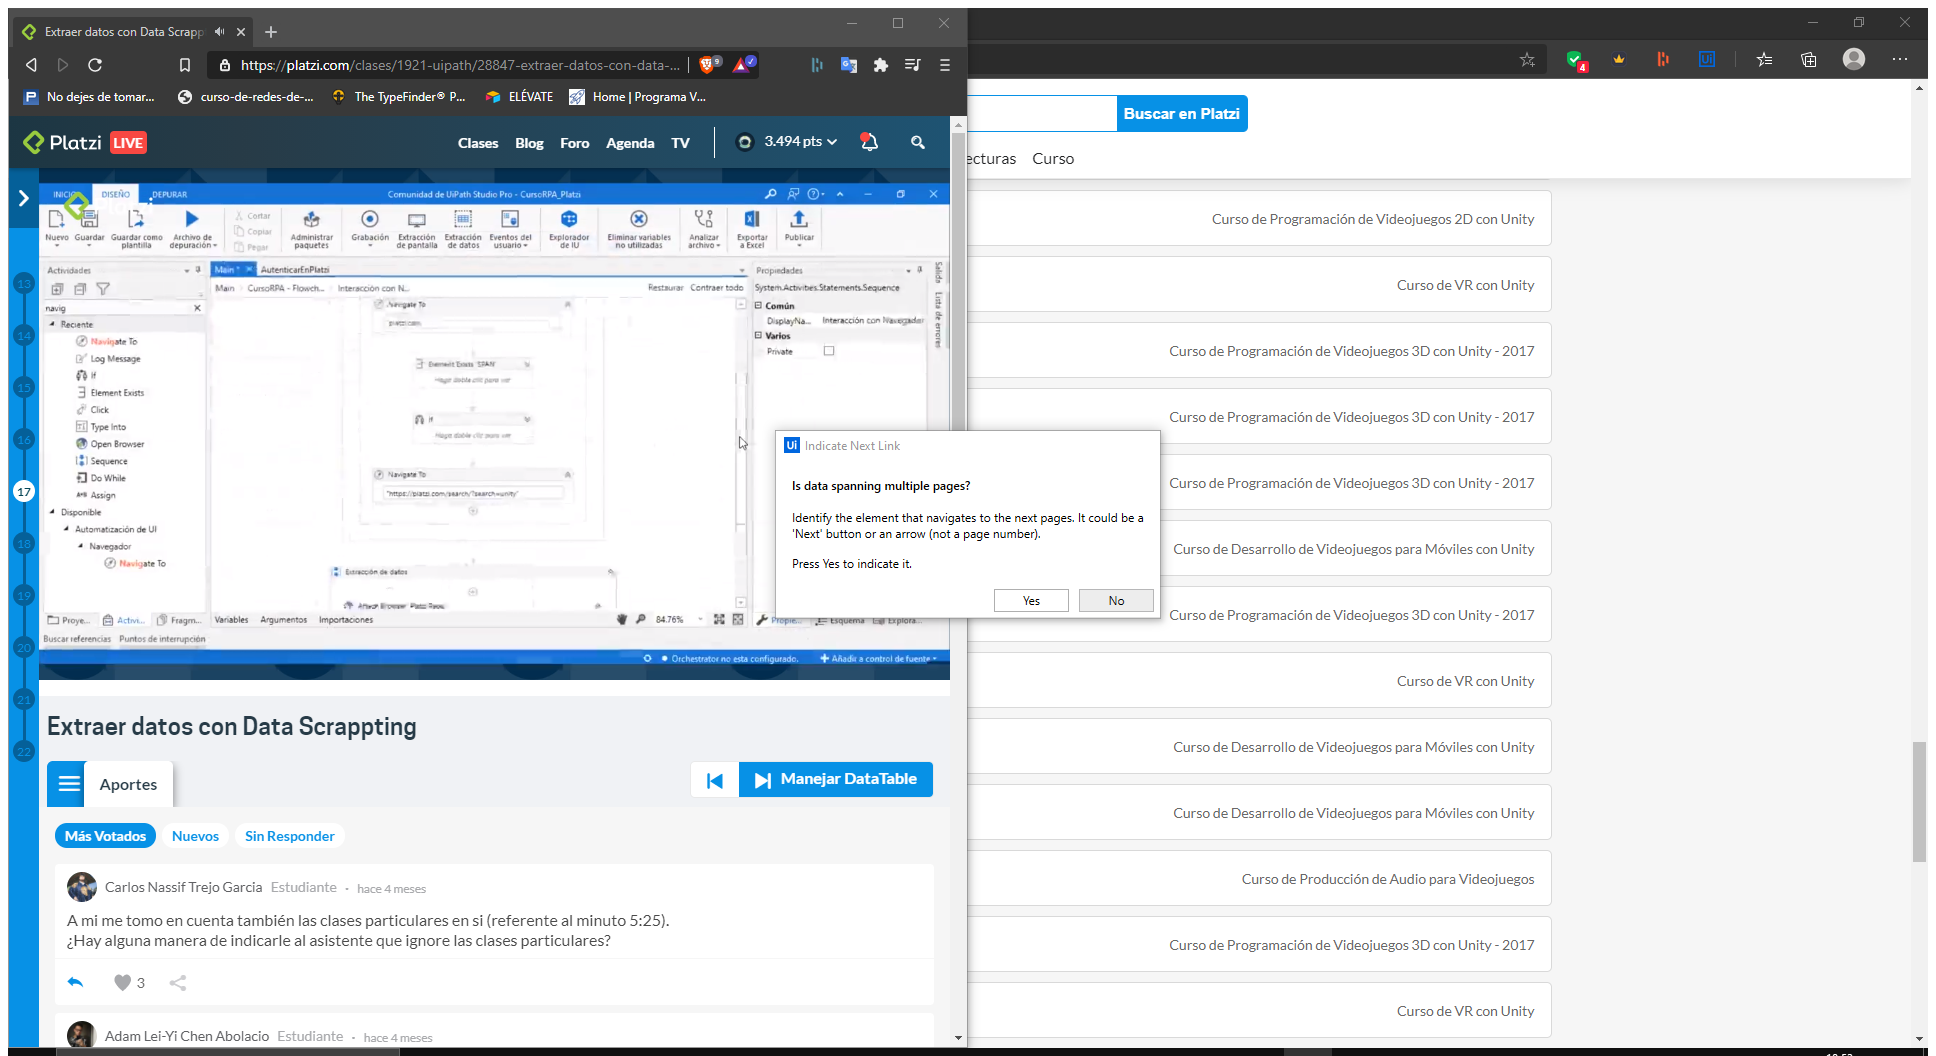 Extraer datos con Data Scrapp
https://platzi.com/clases/1921-uipath/28847-extraer-datos-con-data-...
9
4
No dejes de tomar...
curso-de-redes-de-...
The TypeFinder® P...
ELÉVATE
Home | Programa V...
Platzi LIVE
Clases
Blog
Foro
Agenda
TV
3.494 pts
Buscar en Platzi
ecturas
Curso
INICIO
DISEÑO
DEPURAR
Comunidad de UiPath Studio Pro - CursoRPA_Platzi
Nuevo
Guardar
Guardar como plantilla
Archivo de depuración
Cortar
Copiar
Pegar
Administrar paquetes
Grabación
Extracción de pantalla
Extracción de datos
Eventos del usuario
Explorador de IU
Eliminar variables no utilizadas
Analizar archivo
Exportar a Excel
Publicar
Actividades
Main *
AutenticarEnPlatzi
Propiedades
Salida
Lista de errores
Main
CursoRPA - Flowch...
Interacción con N...
Restaurar
Contraer todo
System.Activities.Statements.Sequence
navig
Común
DisplayNa...
Interacción con Navegador
Varios
Private
Reciente
Navigate To
Log Message
If
Element Exists
Click
Type Into
Open Browser
Sequence
Do While
Assign
Disponible
Automatización de UI
Navegador
Navigate To
Navigate To
Element Exists 'SPAN'
Haga doble clic para ver
If
Haga doble clic para ver
Navigate To
"https://platzi.com/search/?search=unity"
Extracción de datos
Proye...
Activi...
Fragm...
Variables
Argumentos
Importaciones
84.76%
Propie...
Esquema
Explora...
Buscar referencias
Puntos de interrupción
Orchestrator no esta configurado.
Añadir a control de fuente
13
14
15
16
17
18
19
20
21
22
Ui Indicate Next Link
Is data spanning multiple pages?
Identify the element that navigates to the next pages. It could be a
'Next' button or an arrow (not a page number).
Press Yes to indicate it.
Yes
No
Extraer datos con Data Scrappting
Aportes
Manejar DataTable
Más Votados
Nuevos
Sin Responder
Carlos Nassif Trejo Garcia Estudiante · hace 4 meses
A mi me tomo en cuenta también las clases particulares en si (referente al minuto 5:25).
¿Hay alguna manera de indicarle al asistente que ignore las clases particulares?
3
Adam Lei-Yi Chen Abolacio Estudiante · hace 4 meses
Curso de Programación de Videojuegos 2D con Unity
Curso de VR con Unity
Curso de Programación de Videojuegos 3D con Unity - 2017
Curso de Programación de Videojuegos 3D con Unity - 2017
Curso de Programación de Videojuegos 3D con Unity - 2017
Curso de Desarrollo de Videojuegos para Móviles con Unity
Curso de Programación de Videojuegos 3D con Unity - 2017
Curso de VR con Unity
Curso de Desarrollo de Videojuegos para Móviles con Unity
Curso de Desarrollo de Videojuegos para Móviles con Unity
Curso de Producción de Audio para Videojuegos
Curso de Programación de Videojuegos 3D con Unity - 2017
Curso de VR con Unity